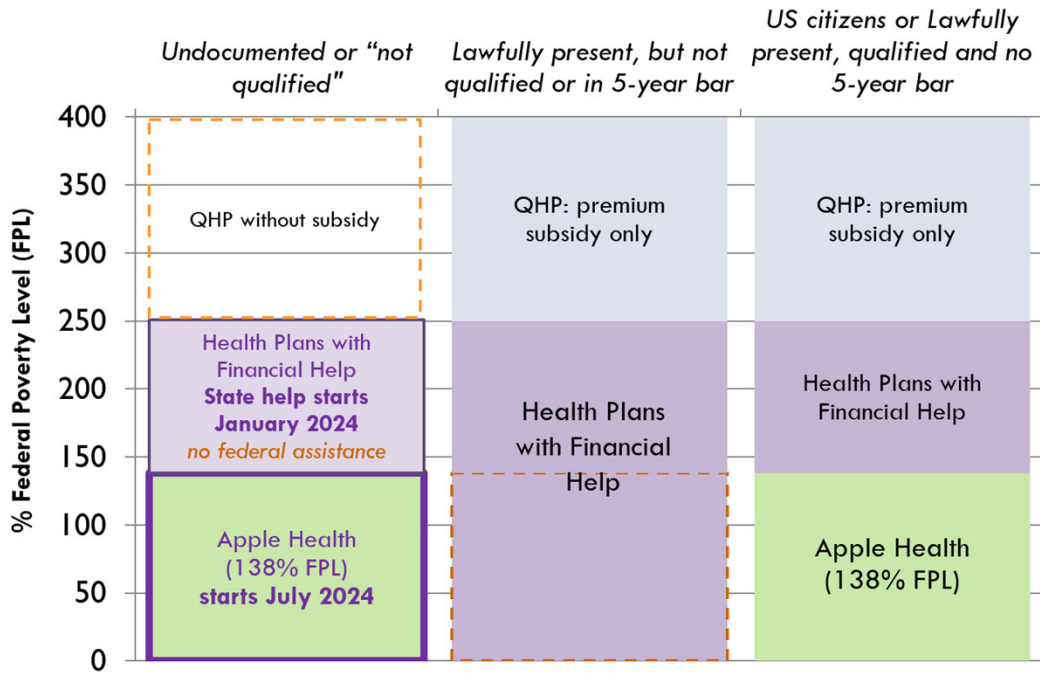 Undocumented or “not
qualified"
Lawfully present, but not
qualified or in 5-year bar
US citizens or Lawfully
present, qualified and no
5-year bar
% Federal Poverty Level (FPL)
400
350
300
250
200
150
100
50
0
QHP without subsidy
Health Plans with
Financial Help
State help starts
January 2024
no federal assistance
Apple Health
(138% FPL)
starts July 2024
QHP: premium
subsidy only
Health Plans
with Financial
Help
QHP: premium
subsidy only
Health Plans with
Financial Help
Apple Health
(138% FPL)